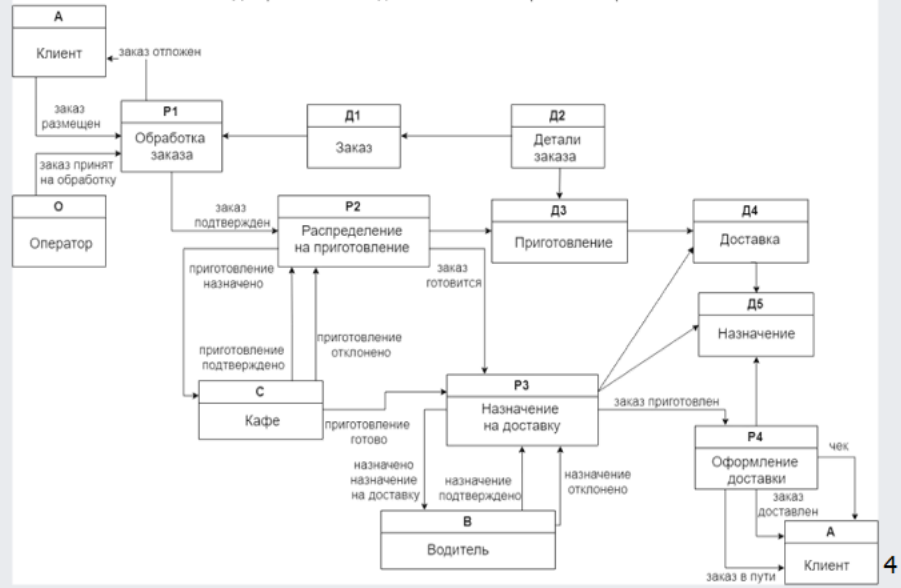 А
Клиент
заказ отложен
заказ
размещен
Р1
Обработка
заказа
Д1
Заказ
Д2
Детали
заказа
заказ принят
на обработку
О
Оператор
заказ
подтвержден
Р2
Распределение
на приготовление
Д3
Приготовление
Д4
Доставка
приготовление
назначено
заказ
готовится
Д5
Назначение
приготовление
подтверждено
приготовление
отклонено
С
Кафе
приготовление
готово
Р3
Назначение
на доставку
заказ приготовлен
Р4
Оформление
доставки
чек
назначено
назначение
на доставку
назначение
подтверждено
назначение
отклонено
заказ
доставлен
В
Водитель
А
Клиент
заказ в пути
4